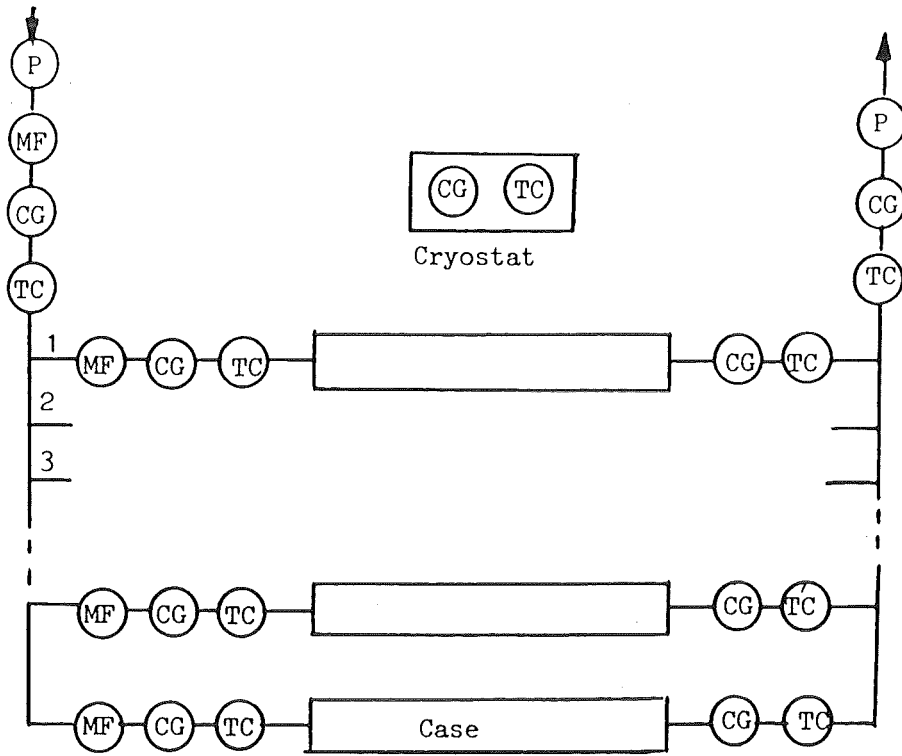 P
P
MF
CG TC
CG
CG
Cryostat
TC
TC
1
MF CG TC CG TC
2
3
MF CG TC CG TC
MF CG TC Case CG TC